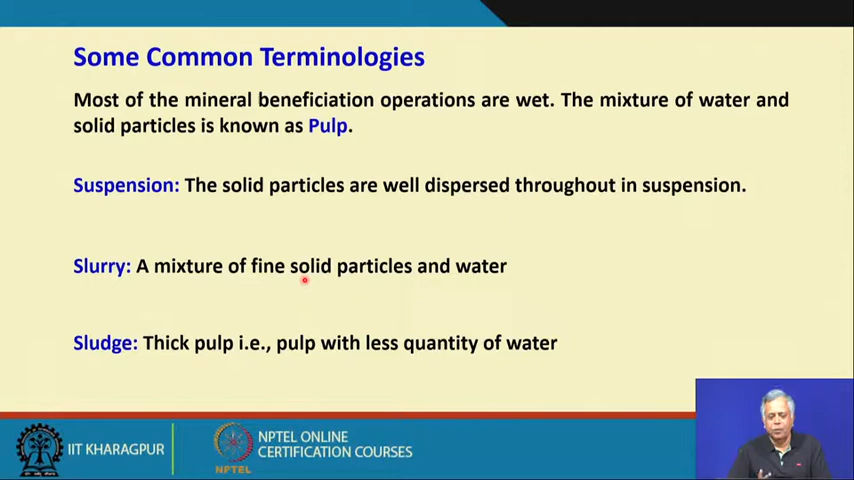 Some Common Terminologies
Most of the mineral beneficiation operations are wet. The mixture of water and
solid particles is known as Pulp.
Suspension: The solid particles are well dispersed throughout in suspension.
Slurry: A mixture of fine solid particles and water
Sludge: Thick pulp i.e., pulp with less quantity of water
IIT KHARAGPUR
NPTEL
NPTEL ONLINE
CERTIFICATION COURSES